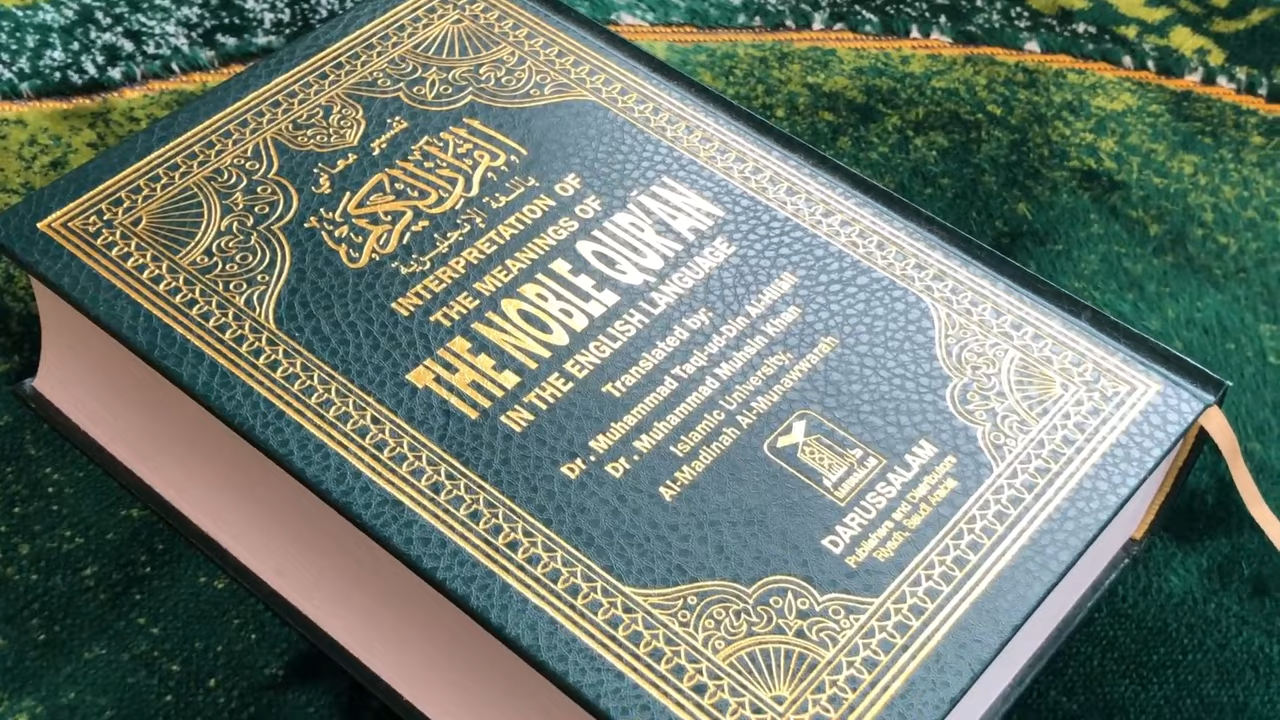 تفسير معاني
القرآن الكريم
باللغة الإنجليزية
INTERPRETATION OF
THE MEANINGS OF
THE NOBLE QUR'ÂN
IN THE ENGLISH LANGUAGE
Translated by:
Dr. Muhammad Taqi-ud-Din Al-Hilali
Dr. Muhammad Muhsin Khan
Islamic University,
Al-Madinah Al-Munawwarah
DARUSSALAM
DARUSSALAM
Publishers and Distributors
Riyadh, Saudi Arabia